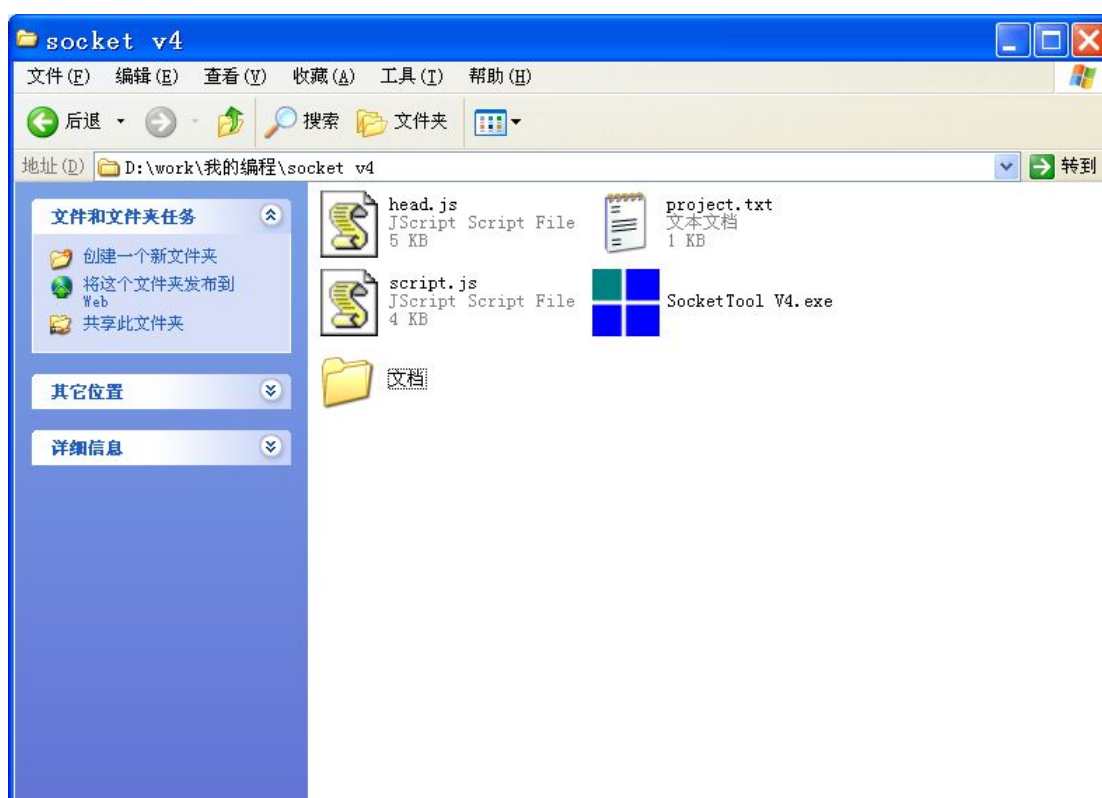 socket v4
文件(F) 编辑(E) 查看(V) 收藏(A) 工具(T) 帮助(H)
后退 搜索 文件夹
地址(D) D:\work\我的编程\socket v4 转到
文件和文件夹任务
创建一个新文件夹
将这个文件夹发布到
Web
共享此文件夹
其它位置
详细信息
head.js
JScript Script File
5 KB
project.txt
文本文档
1 KB
script.js
JScript Script File
4 KB
SocketTool V4.exe
文档